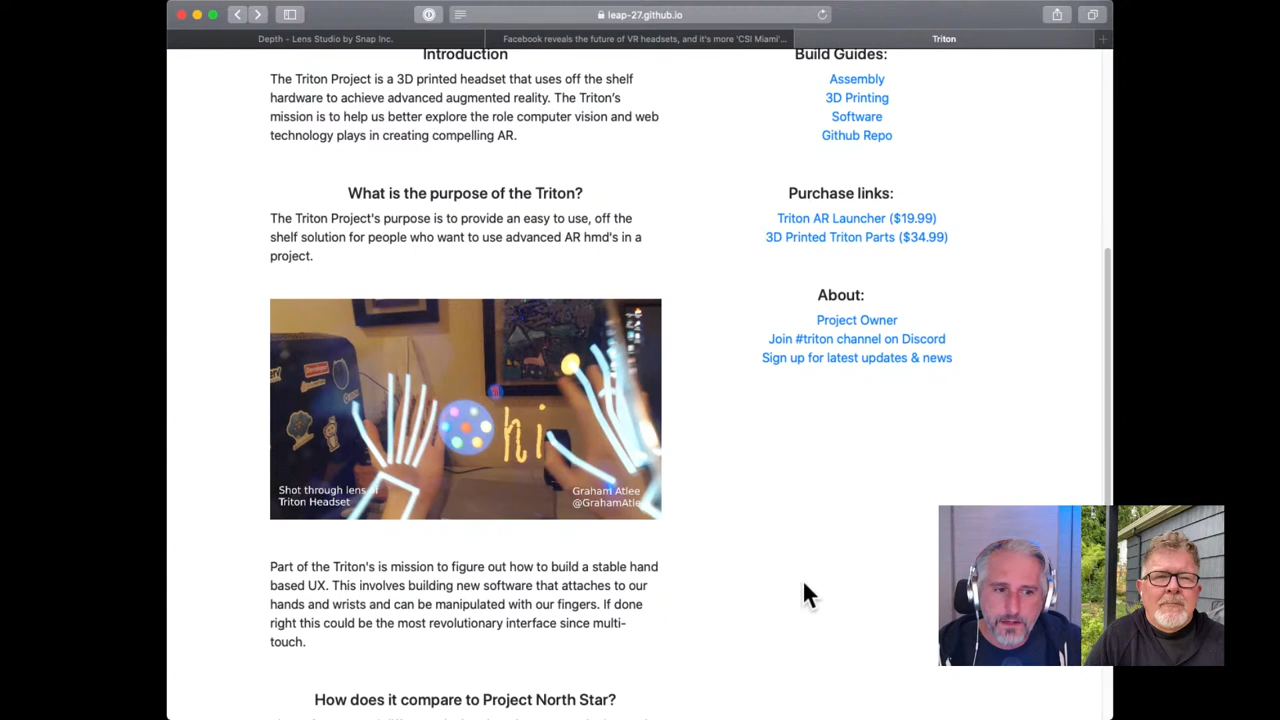 leap-27.github.io
Depth - Lens Studio by Snap Inc.
Facebook reveals the future of VR headsets, and it's more 'CSI Miami'...
Triton
Introduction
The Triton Project is a 3D printed headset that uses off the shelf
hardware to achieve advanced augmented reality. The Triton's
mission is to help us better explore the role computer vision and web
technology plays in creating compelling AR.
What is the purpose of the Triton?
The Triton Project's purpose is to provide an easy to use, off the
shelf solution for people who want to use advanced AR hmd's in a
project.
hi
Shot through lens of
Triton Headset
Graham Atlee
@GrahamAtlee
Part of the Triton's is mission to figure out how to build a stable hand
based UX. This involves building new software that attaches to our
hands and wrists and can be manipulated with our fingers. If done
right this could be the most revolutionary interface since multi-
touch.
How does it compare to Project North Star?
Build Guides:
Assembly
3D Printing
Software
Github Repo
Purchase links:
Triton AR Launcher ($19.99)
3D Printed Triton Parts ($34.99)
About:
Project Owner
Join #triton channel on Discord
Sign up for latest updates & news